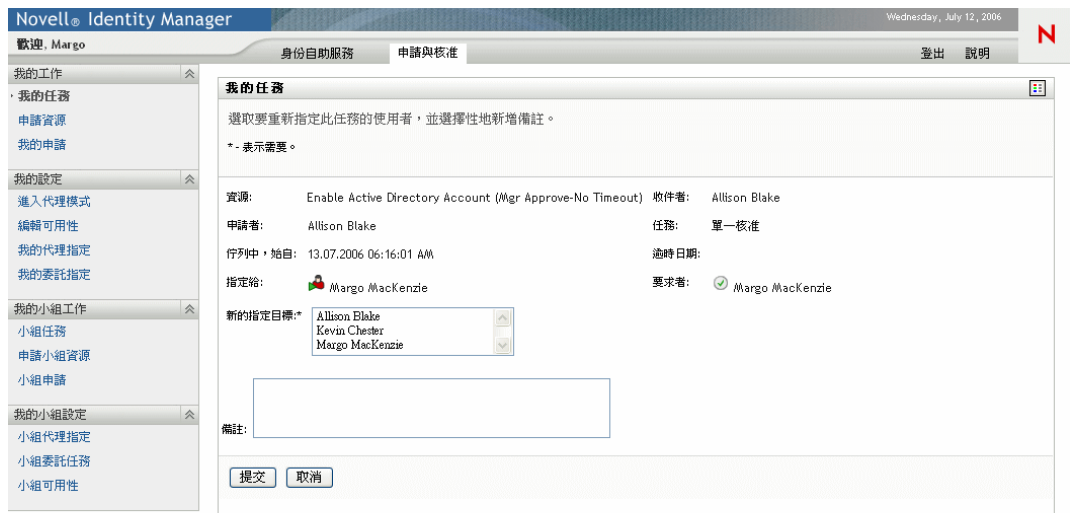 Novell® Identity Manager
Wednesday, July 12, 2006
N
歡迎, Margo
身份自助服務
申請與核准
登出
說明
我的工作
我的任務
申請資源
我的申請
我的設定
進入代理模式
編輯可用性
我的代理指定
我的委託指定
我的小組工作
小組任務
申請小組資源
小組申請
我的小組設定
小組代理指定
小組委託任務
小組可用性
我的任務
選取要重新指定此任務的使用者，並選擇性地新增備註。
* - 表示需要。
資源: Enable Active Directory Account (Mgr Approve-No Timeout) 收件者: Allison Blake
申請者: Allison Blake 任務: 單一核准
佇列中，始自: 13.07.2006 06:16:01 AM 逾時日期:
指定給: Margo MacKenzie 要求者: Margo MacKenzie
新的指定目標:*
Allison Blake
Kevin Chester
Margo MacKenzie
備註:
提交 取消